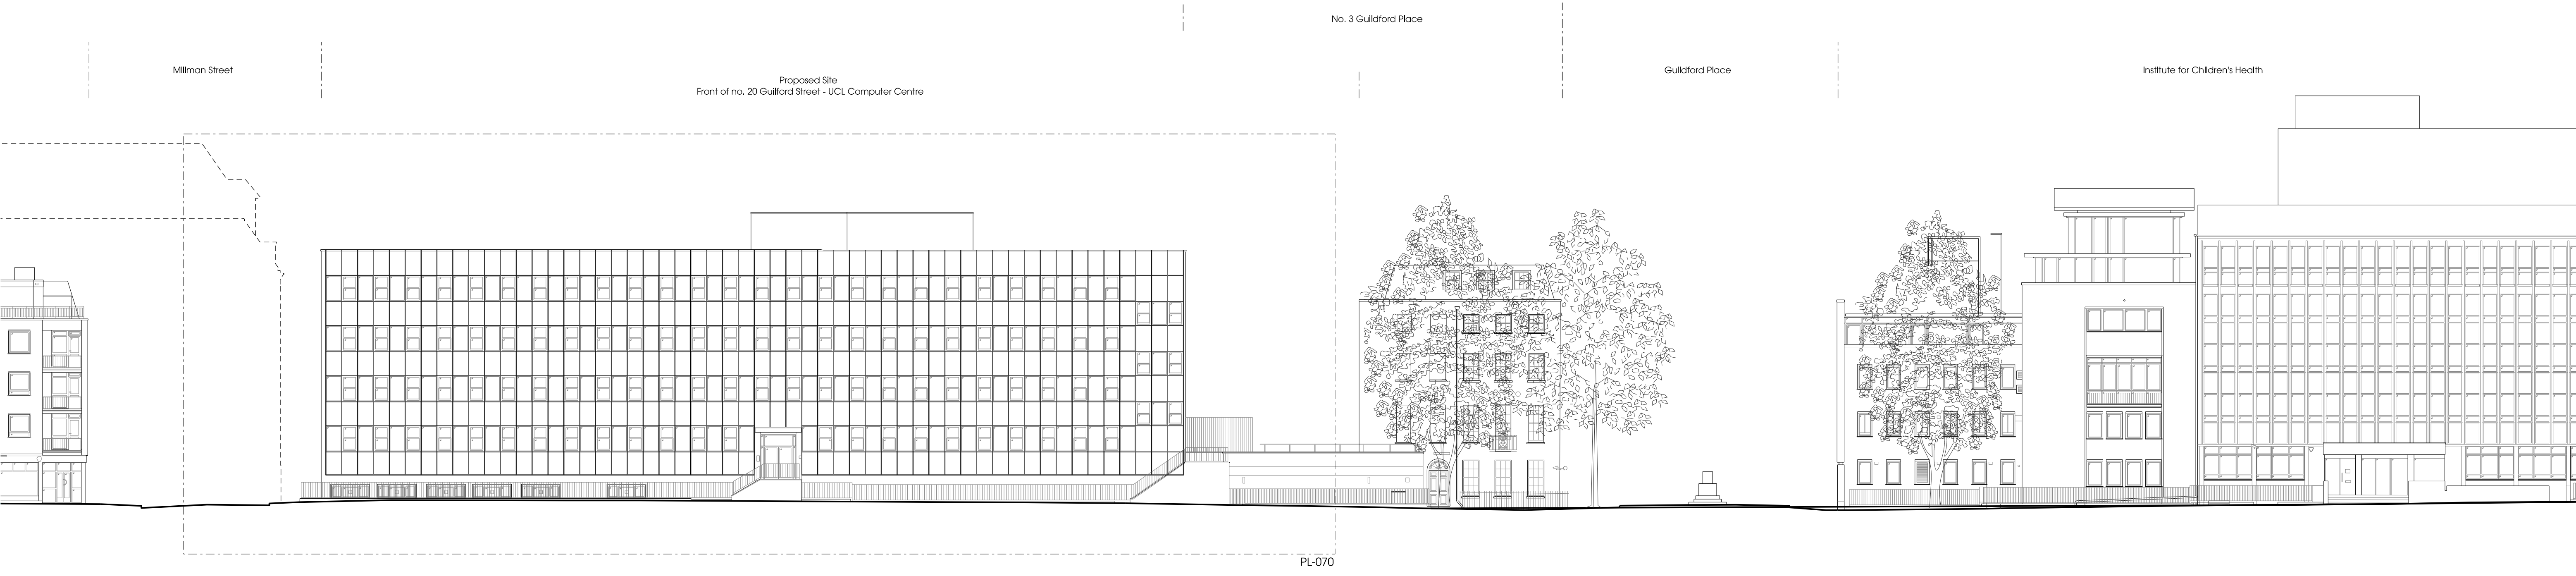 No. 3 Guildford Place
Millman Street
Proposed Site
Front of no. 20 Guilford Street - UCL Computer Centre
Guildford Place
Institute for Children's Health
PL-070